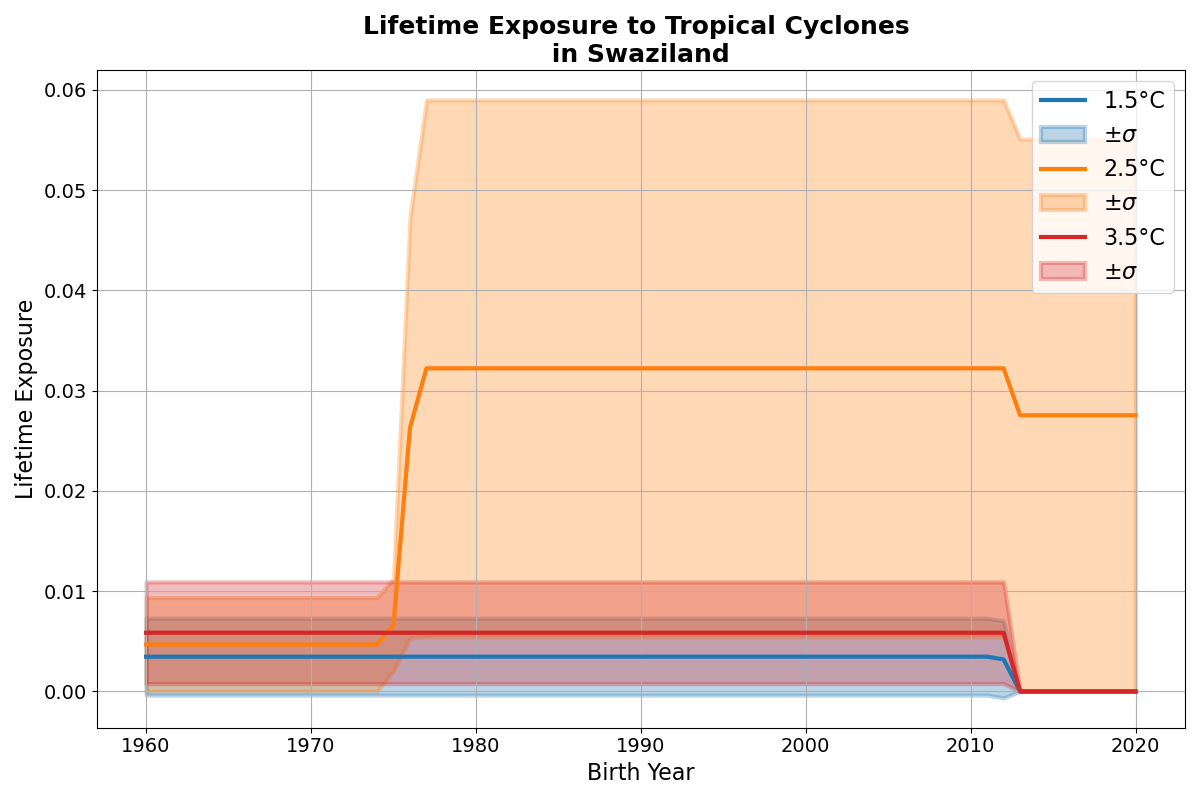 Lifetime Exposure to Tropical Cyclones
in Swaziland
0.06
0.05
0.04
0.03
0.02
0.01
0.00
Lifetime Exposure
1.5°C
±σ
2.5°C
±σ
3.5°C
±σ
1960
1970
1980
1990
2000
2010
2020
Birth Year